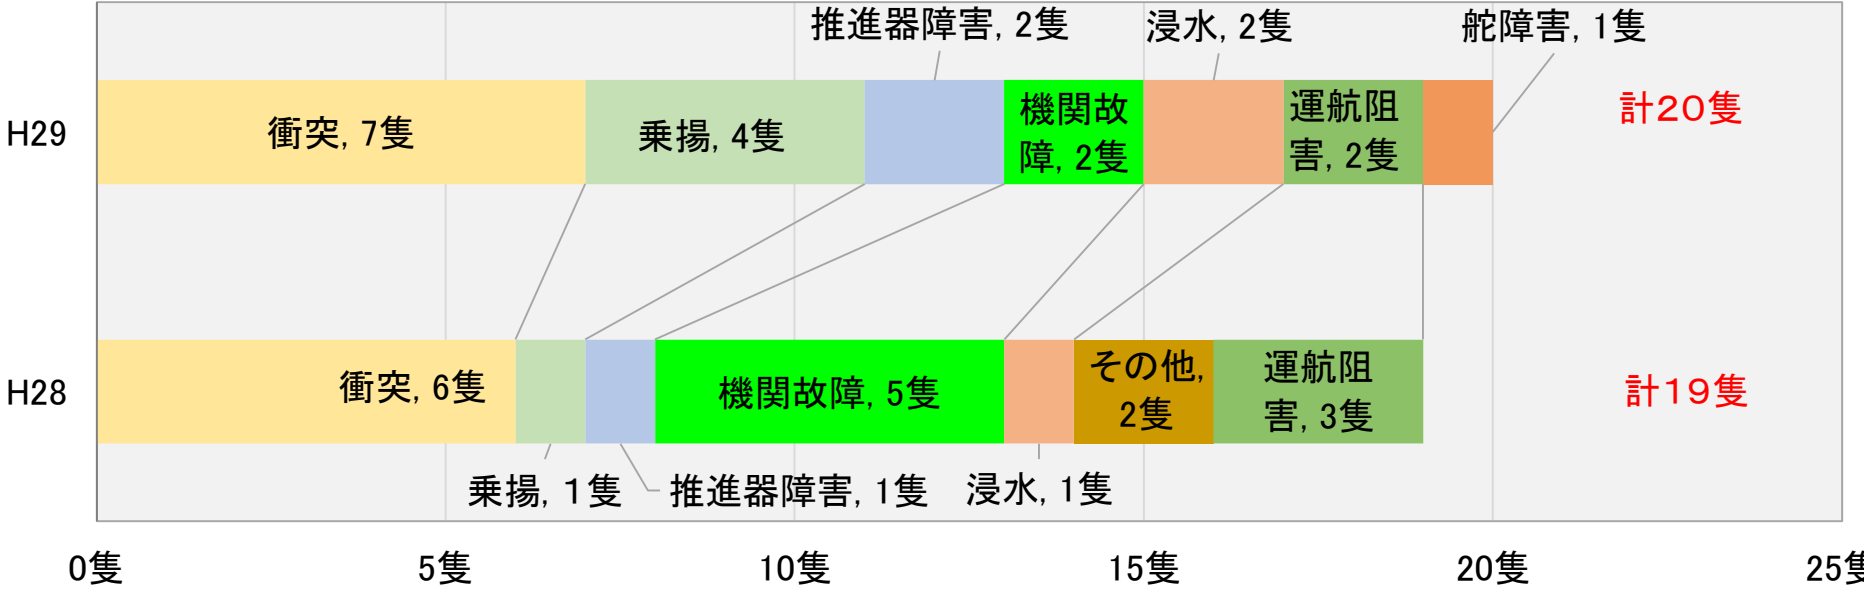 推進器障害, 2隻
浸水, 2隻
舵障害, 1隻
H29
衝突, 7隻
乗揚, 4隻
機関故
障, 2隻
運航阻
害, 2隻
計20隻
H28
衝突, 6隻
機関故障, 5隻
その他,
2隻
運航阻
害, 3隻
計19隻
乗揚, 1隻
推進器障害, 1隻
浸水, 1隻
0隻
5隻
10隻
15隻
20隻
25隻